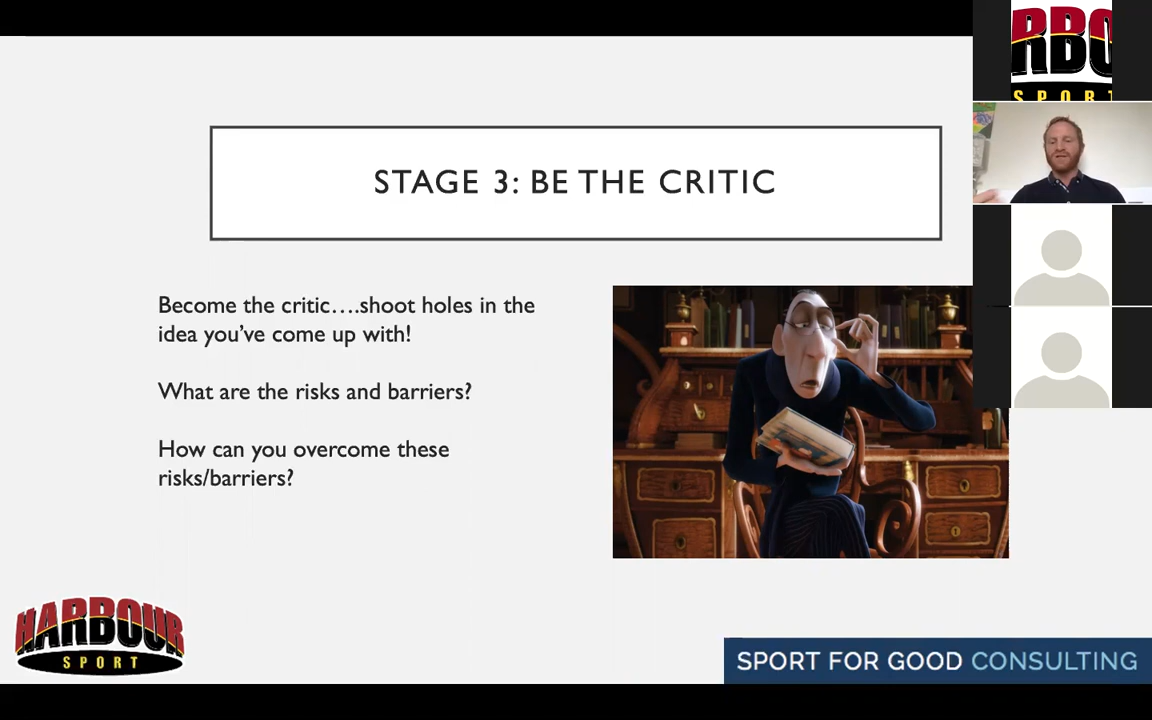 STAGE 3: BE THE CRITIC
Become the critic….shoot holes in the
idea you’ve come up with!
What are the risks and barriers?
How can you overcome these
risks/barriers?
RBO
SPORT
HARBOUR
SPORT
SPORT FOR GOOD CONSULTING